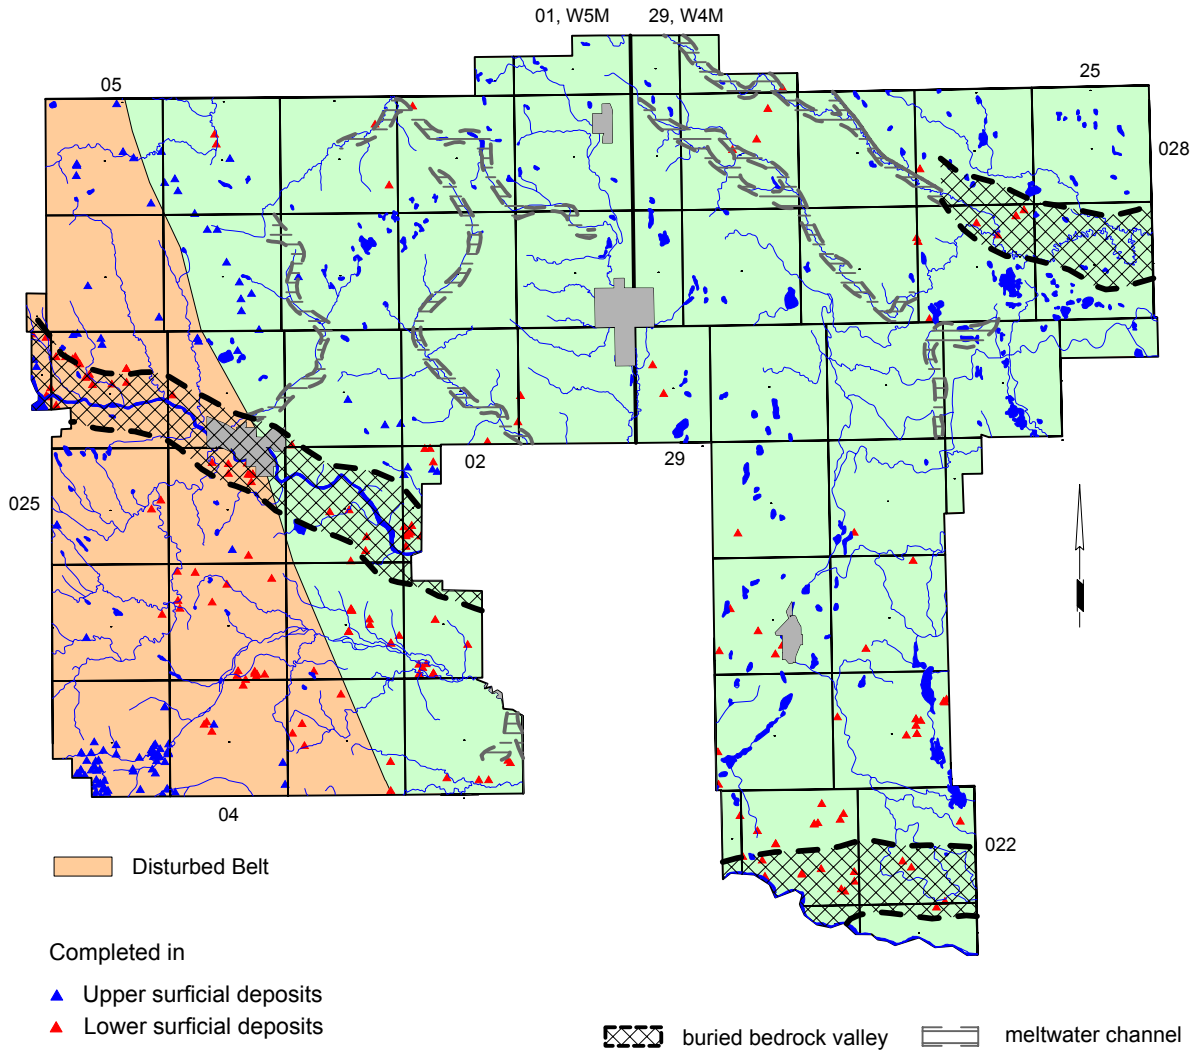 01, W5M 29, W4M
05
25
028
02
29
025
04
022
Disturbed Belt
Completed in
Upper surficial deposits
Lower surficial deposits
buried bedrock valley
meltwater channel